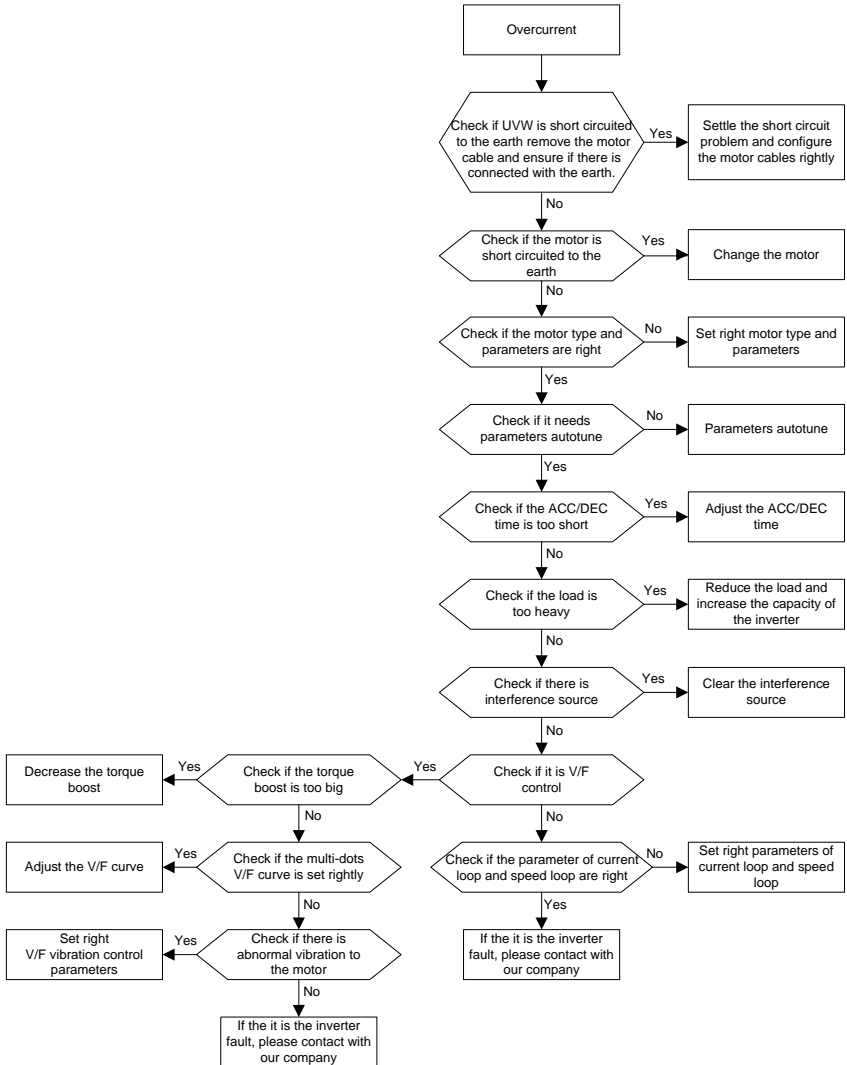 Overcurrent
Check if UVW is short circuited
to the earth remove the motor
cable and ensure if there is
connected with the earth.
Yes
Settle the short circuit
problem and configure
the motor cables rightly
No
Check if the motor is
short circuited to the
earth
Yes
Change the motor
No
Check if the motor type and
parameters are right
No
Set right motor type and
parameters
Yes
Check if it needs
parameters autotune
No
Parameters autotune
Yes
Check if the ACC/DEC
time is too short
Yes
Adjust the ACC/DEC
time
No
Check if the load is
too heavy
Yes
Reduce the load and
increase the capacity of
the inverter
No
Check if there is
interference source
Yes
Clear the interference
source
No
Check if it is V/F
control
Yes
Check if the torque
boost is too big
Yes
Decrease the torque
boost
No
Check if the multi-dots
V/F curve is set rightly
Yes
Adjust the V/F curve
No
Check if there is
abnormal vibration to
the motor
Yes
Set right
V/F vibration control
parameters
No
If the it is the inverter
fault, please contact with
our company
No
Check if the parameter of current
loop and speed loop are right
No
Set right parameters of
current loop and speed
loop
Yes
If the it is the inverter
fault, please contact with
our company